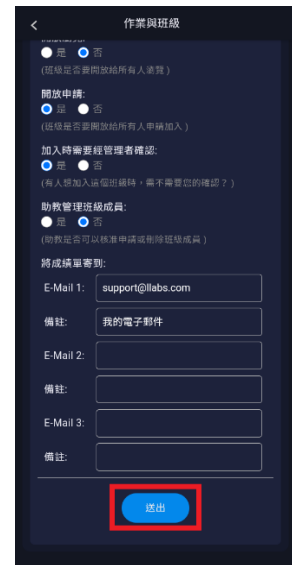 作業與班級
是 否
(班級是否要開放給所有人瀏覽)
開放申請:
是 否
(班級是否要開放給所有人申請加入)
加入時需要經管理者確認:
是 否
(有人想加入這個班級時,需不需要您的確認?)
助教管理班級成員:
是 否
(助教是否可以核准申請或刪除班級成員)
將成績單寄到:
E-Mail 1: support@llabs.com
備註: 我的電子郵件
E-Mail 2:
備註:
E-Mail 3:
備註:
送出